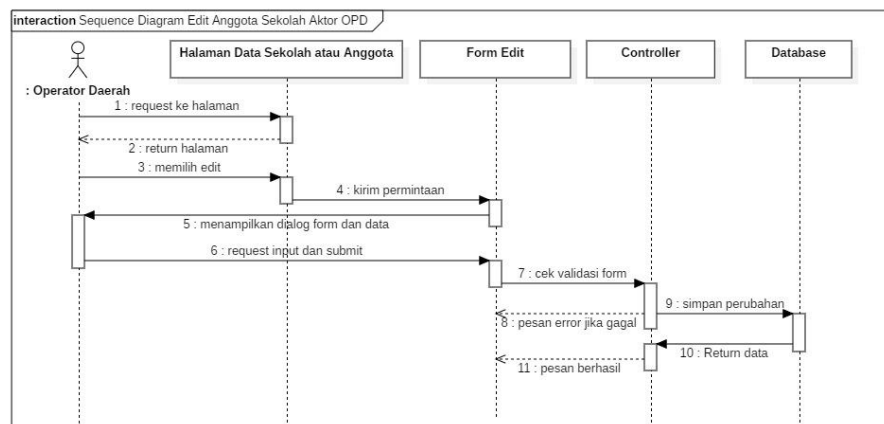 interaction Sequence Diagram Edit Anggota Sekolah Aktor OPD
: Operator Daerah
Halaman Data Sekolah atau Anggota
Form Edit
Controller
Database
1 : request ke halaman
2 : return halaman
3 : memilih edit
4 : kirim permintaan
5 : menampilkan dialog form dan data
6 : request input dan submit
7 : cek validasi form
8 : pesan error jika gagal
9 : simpan perubahan
10 : Return data
11 : pesan berhasil